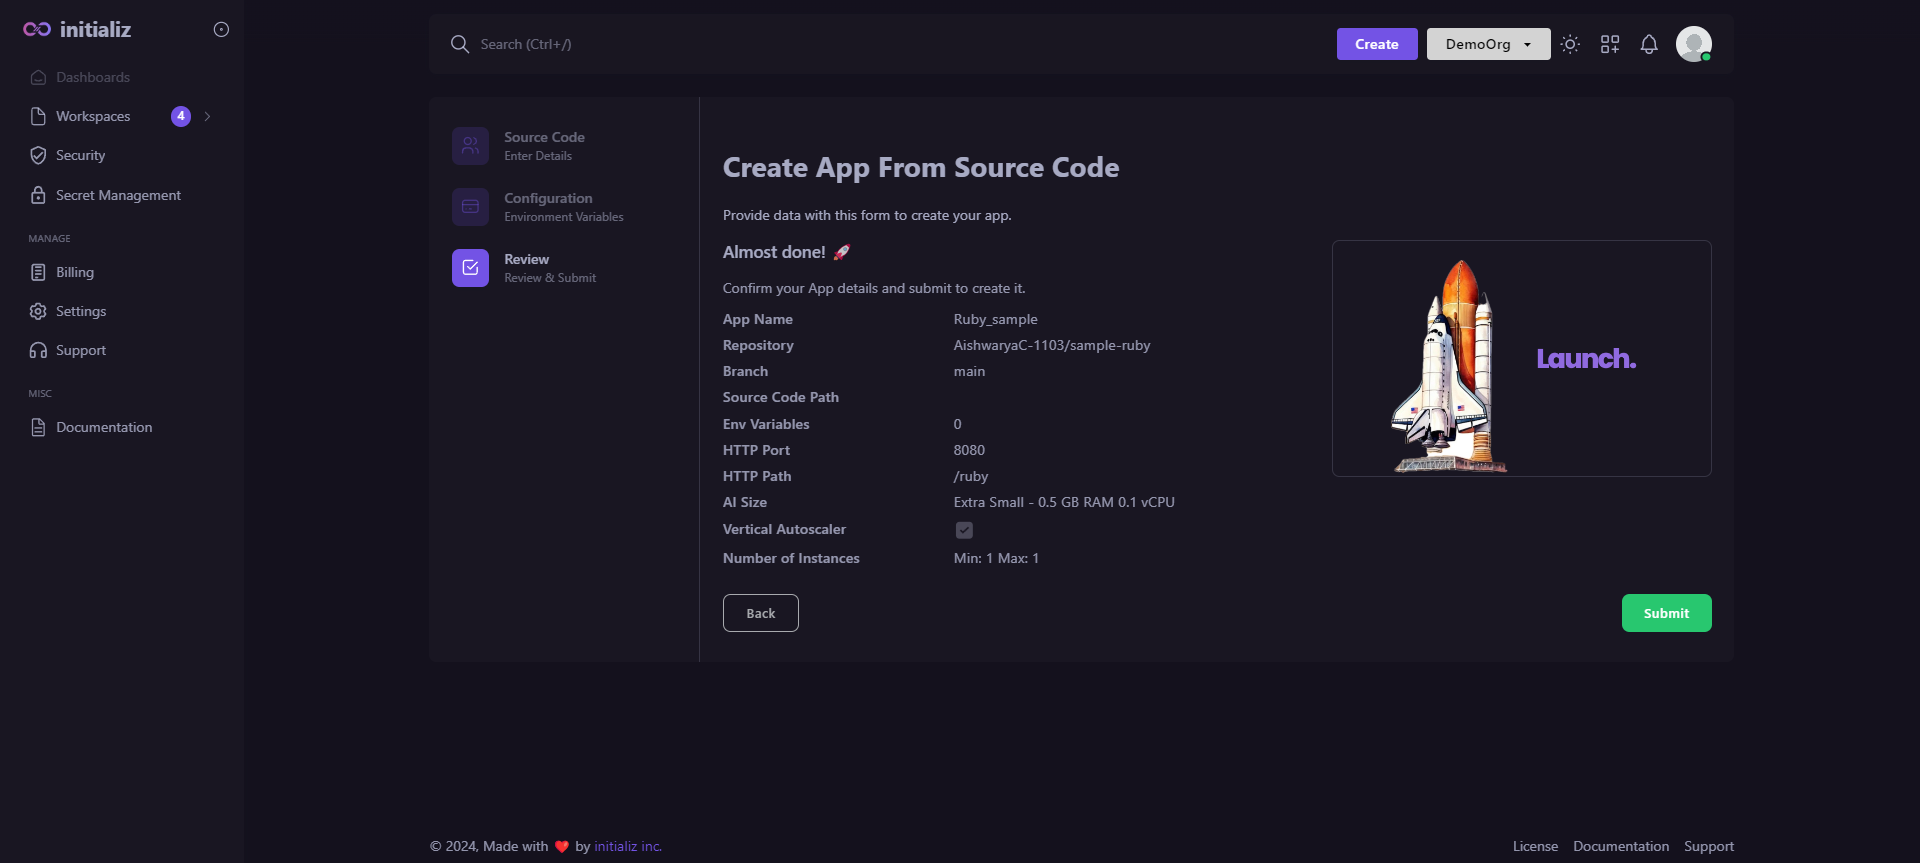 initializ
Dashboards
Workspaces 4
Security
Secret Management
MANAGE
Billing
Settings
Support
MISC
Documentation
Search (Ctrl+/)
Create
DemoOrg
Source Code
Enter Details
Configuration
Environment Variables
Review
Review & Submit
Create App From Source Code
Provide data with this form to create your app.
Almost done! 🚀
Confirm your App details and submit to create it.
App Name Ruby_sample
Repository AishwaryaC-1103/sample-ruby
Branch main
Source Code Path
Env Variables 0
HTTP Port 8080
HTTP Path /ruby
AI Size Extra Small - 0.5 GB RAM 0.1 vCPU
Vertical Autoscaler
Number of Instances Min: 1 Max: 1
Launch.
Back
Submit
© 2024, Made with ❤️ by initializ inc.
License Documentation Support